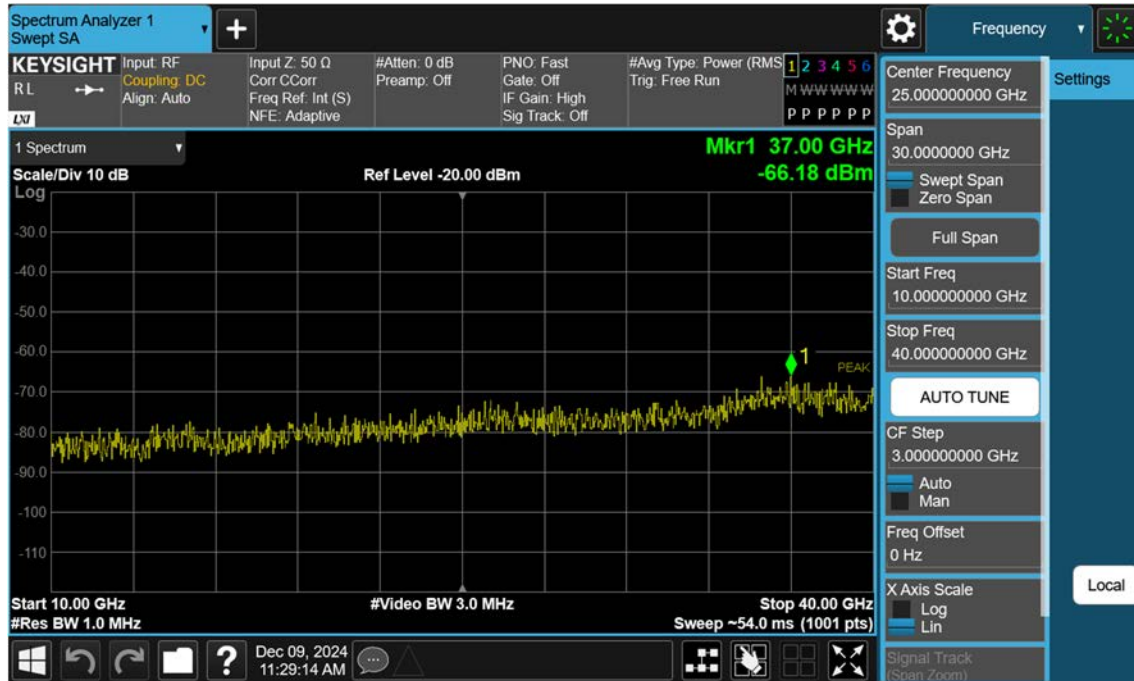 Spectrum Analyzer 1
Swept SA
+
Frequency
KEYSIGHT
RL
LXI
Input: RF
Coupling: DC
Align: Auto
Input Z: 50 Ω
Corr CCorr
Freq Ref: Int (S)
NFE: Adaptive
#Atten: 0 dB
Preamp: Off
PNO: Fast
Gate: Off
IF Gain: High
Sig Track: Off
#Avg Type: Power (RMS
Trig: Free Run
1 2 3 4 5 6
M W W W W W
P P P P P P
Center Frequency
25.000000000 GHz
Settings
1 Spectrum
Mkr1 37.00 GHz
-66.18 dBm
Scale/Div 10 dB
Ref Level -20.00 dBm
Log
-30.0
-40.0
-50.0
-60.0
-70.0
-80.0
-90.0
-100
-110
1
PEAK
Start 10.00 GHz
#Video BW 3.0 MHz
Stop 40.00 GHz
#Res BW 1.0 MHz
Sweep ~54.0 ms (1001 pts)
Span
30.0000000 GHz
Swept Span
Zero Span
Full Span
Start Freq
10.000000000 GHz
Stop Freq
40.000000000 GHz
AUTO TUNE
CF Step
3.000000000 GHz
Auto
Man
Freq Offset
0 Hz
X Axis Scale
Log
Lin
Local
Signal Track
(Span Zoom)
?
Dec 09, 2024
11:29:14 AM